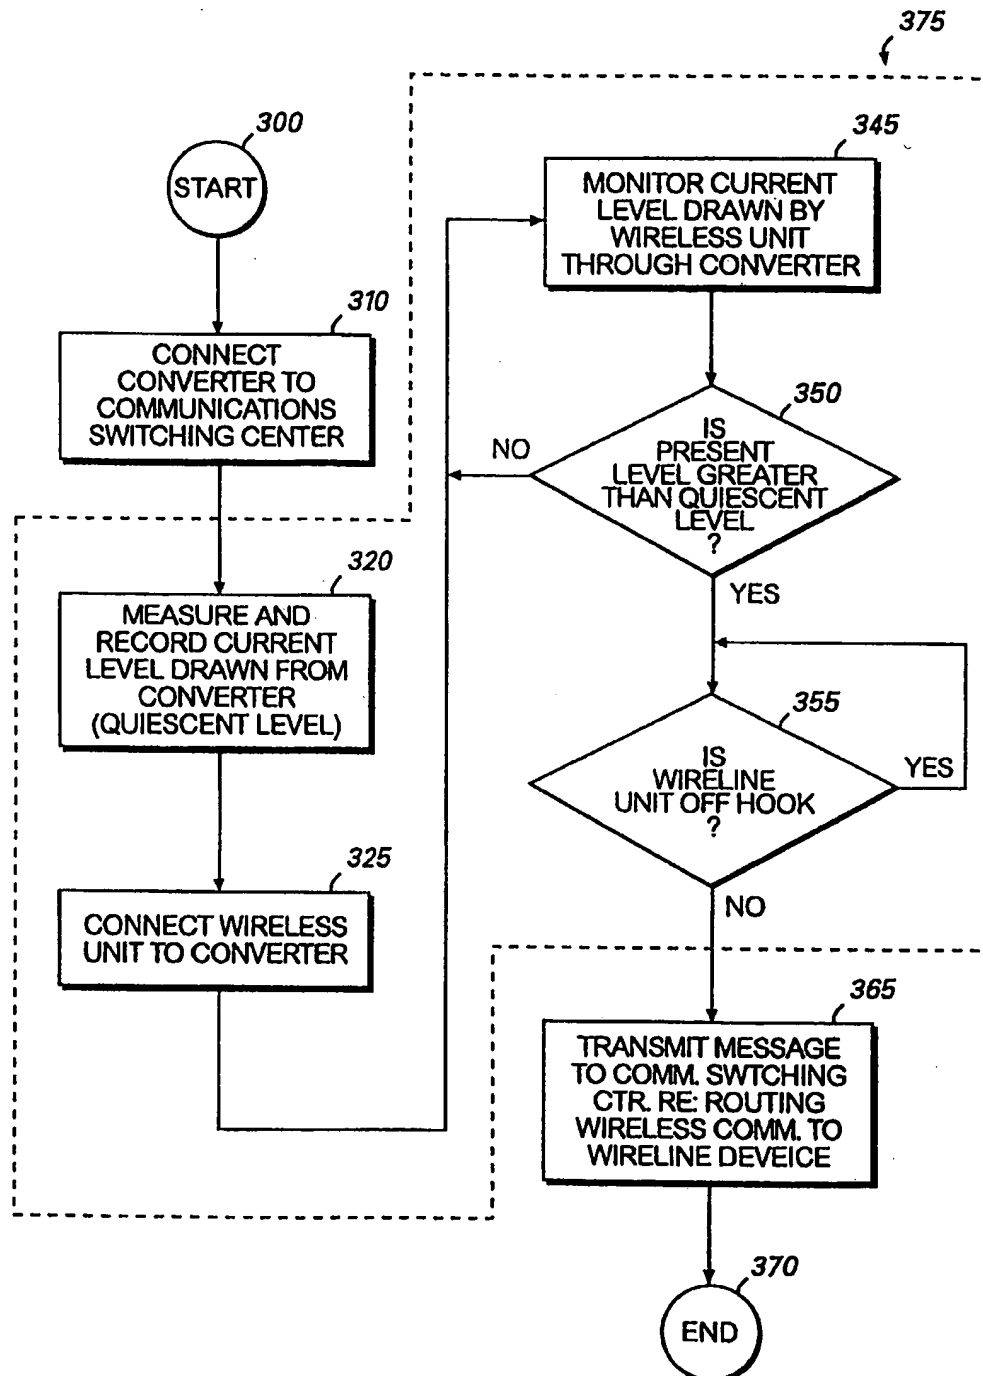 375
300
START
310
CONNECT
CONVERTER TO
COMMUNICATIONS
SWITCHING CENTER
320
MEASURE AND
RECORD CURRENT
LEVEL DRAWN FROM
CONVERTER
(QUIESCENT LEVEL)
325
CONNECT WIRELESS
UNIT TO CONVERTER
345
MONITOR CURRENT
LEVEL DRAWN BY
WIRELESS UNIT
THROUGH CONVERTER
350
IS
PRESENT
LEVEL GREATER
THAN QUIESCENT
LEVEL
?
NO
YES
355
IS
WIRELINE
UNIT OFF HOOK
?
YES
NO
365
TRANSMIT MESSAGE
TO COMM. SWTCHING
CTR. RE: ROUTING
WIRELESS COMM. TO
WIRELINE DEVEICE
370
END